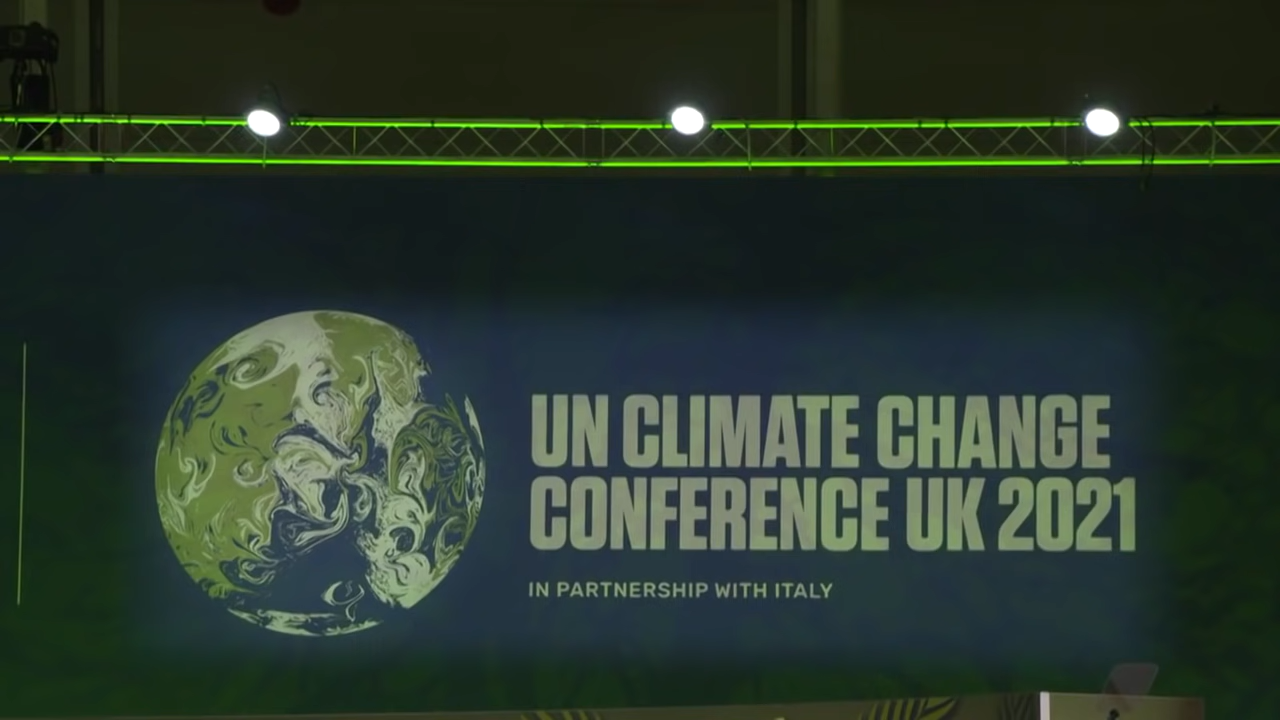 UN CLIMATE CHANGE
CONFERENCE UK 2021
IN PARTNERSHIP WITH ITALY